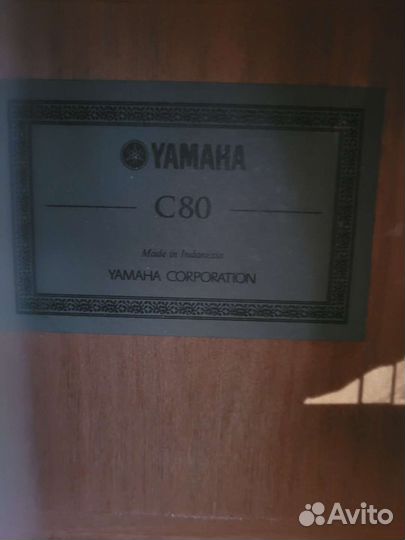 YAMAHA
C80
Made in Indonesia
YAMAHA CORPORATION
Avito